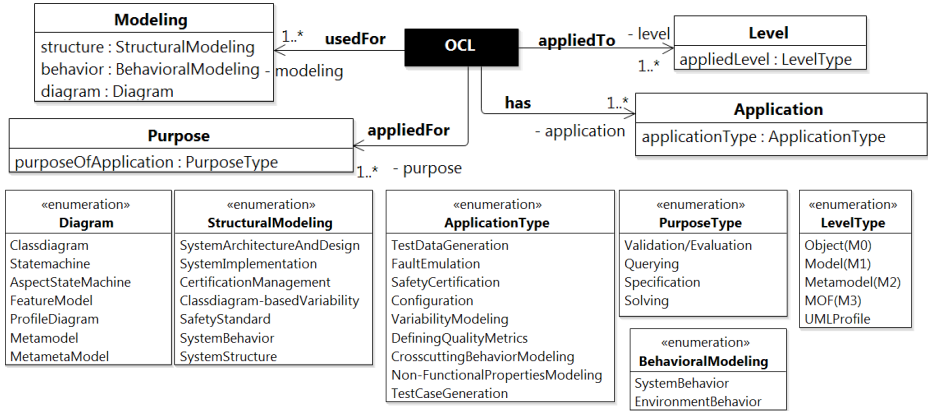 Modeling
structure : StructuralModeling
behavior : BehavioralModeling
diagram : Diagram
1..*
usedFor
- modeling
OCL
appliedTo
- level
1..*
Level
appliedLevel : LevelType
has
1..*
- application
Application
applicationType : ApplicationType
Purpose
purposeOfApplication : PurposeType
appliedFor
1..*
- purpose
«enumeration»
Diagram
Classdiagram
Statemachine
AspectStateMachine
FeatureModel
ProfileDiagram
Metamodel
MetametaModel
«enumeration»
StructuralModeling
SystemArchitectureAndDesign
SystemImplementation
CertificationManagement
Classdiagram-basedVariability
SafetyStandard
SystemBehavior
SystemStructure
«enumeration»
ApplicationType
TestDataGeneration
FaultEmulation
SafetyCertification
Configuration
VariabilityModeling
DefiningQualityMetrics
CrosscuttingBehaviorModeling
Non-FunctionalPropertiesModeling
TestCaseGeneration
«enumeration»
PurposeType
Validation/Evaluation
Querying
Specification
Solving
«enumeration»
LevelType
Object(M0)
Model(M1)
Metamodel(M2)
MOF(M3)
UMLProfile
«enumeration»
BehavioralModeling
SystemBehavior
EnvironmentBehavior